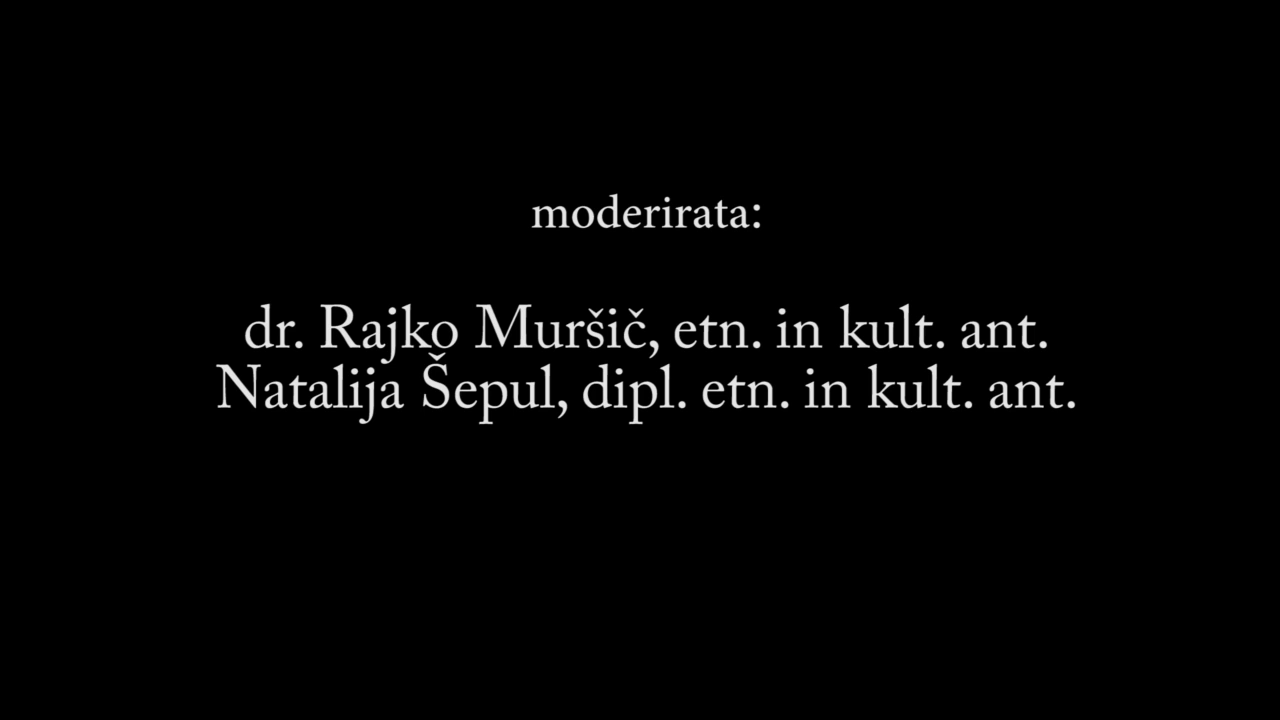 moderirata:
dr. Rajko Muršič, etn. in kult. ant.
Natalija Šepul, dipl. etn. in kult. ant.